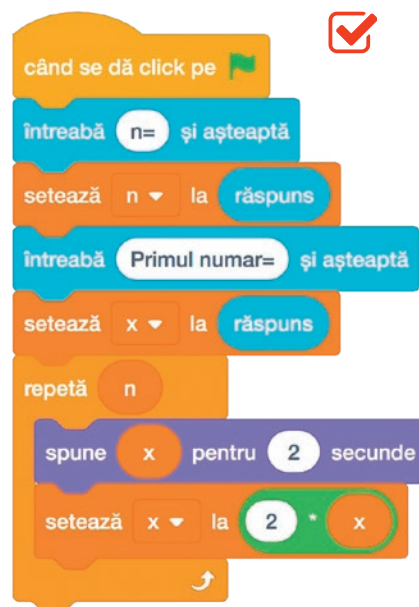 când se dă click pe
întreabă n= și așteaptă
setează n la răspuns
întreabă Primul numar= și așteaptă
setează x la răspuns
repetă n
spune x pentru 2 secunde
setează x la 2 * x